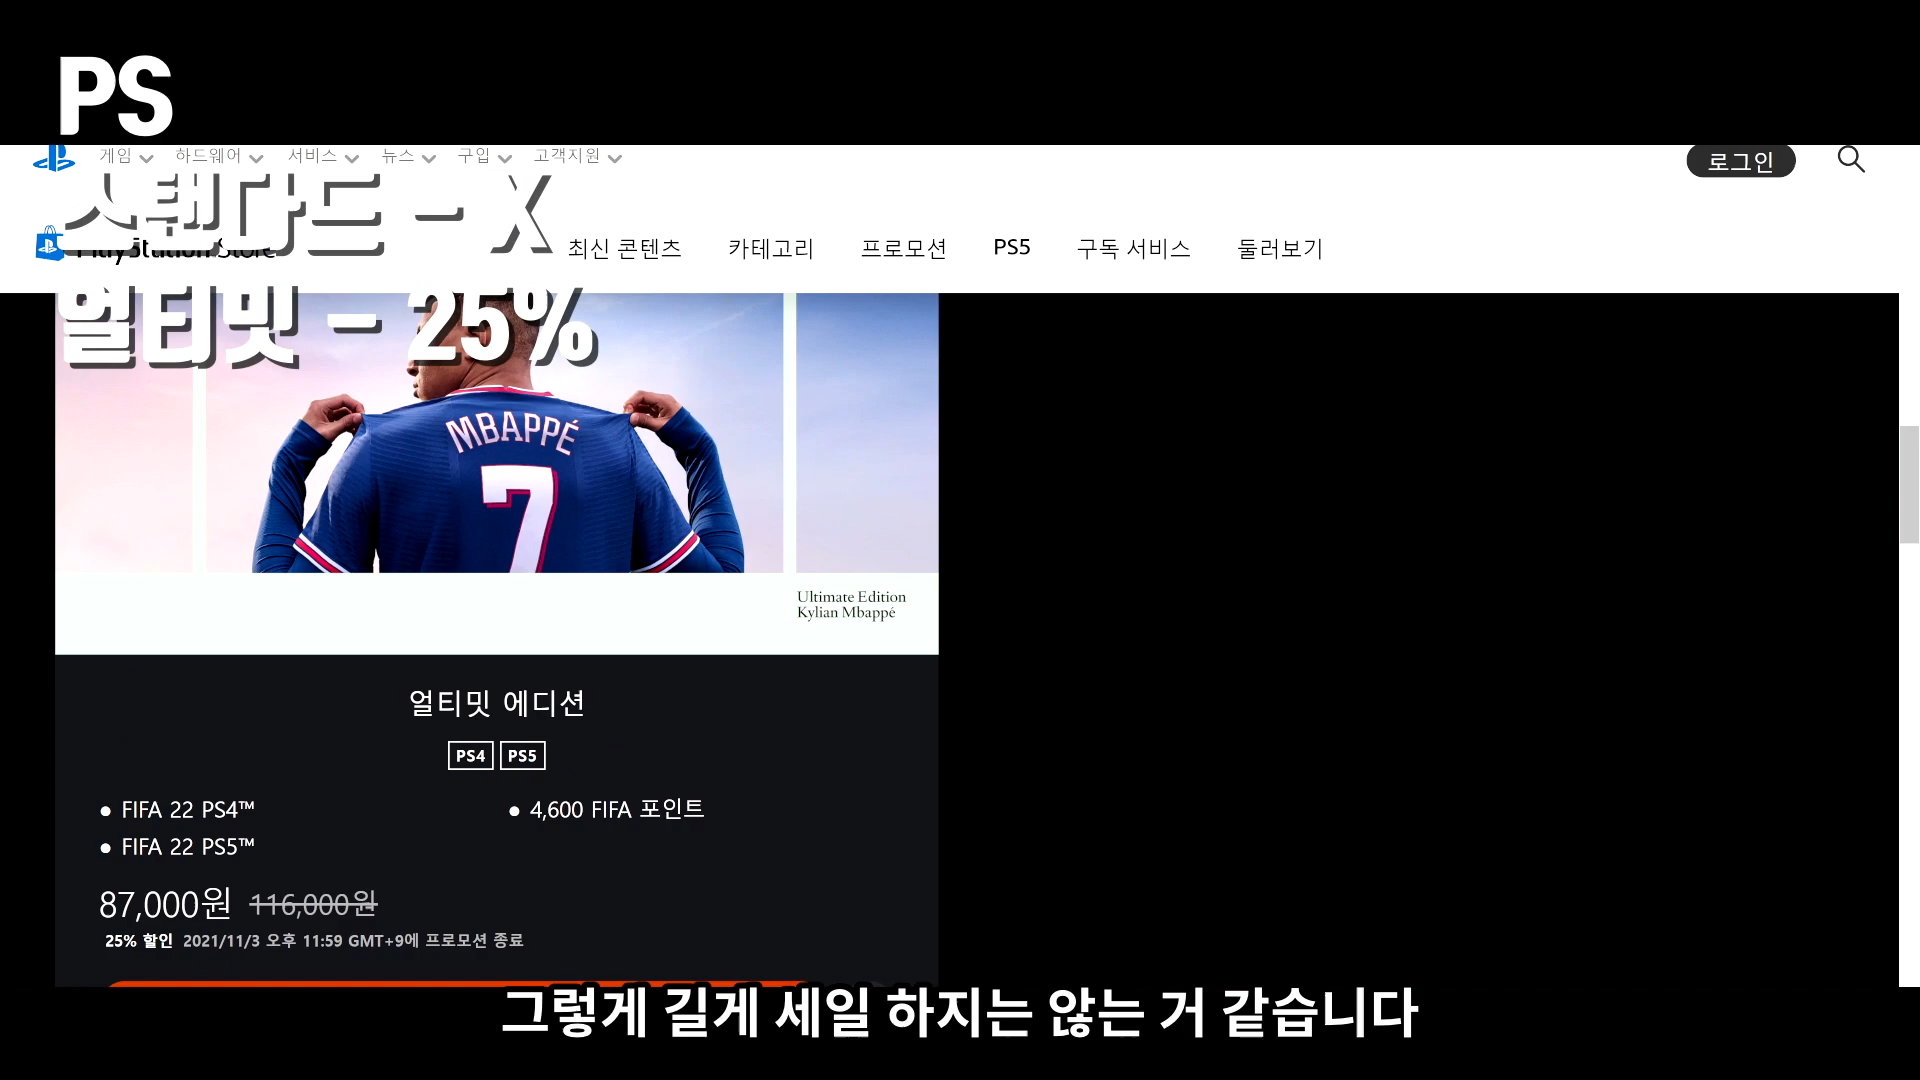 PS
게임 하드웨어 서비스 뉴스 구입 고객지원
로그인
스탠다드 - X
PlayStation Store
최신 콘텐츠 카테고리 프로모션 PS5 구독 서비스 둘러보기
얼티밋 - 25%
MBAPPÉ
7
Ultimate Edition
Kylian Mbappé
얼티밋 에디션
PS4 PS5
● FIFA 22 PS4™ ● 4,600 FIFA 포인트
● FIFA 22 PS5™
87,000원 116,000원
25% 할인 2021/11/3 오후 11:59 GMT+9에 프로모션 종료
그렇게 길게 세일 하지는 않는 거 같습니다